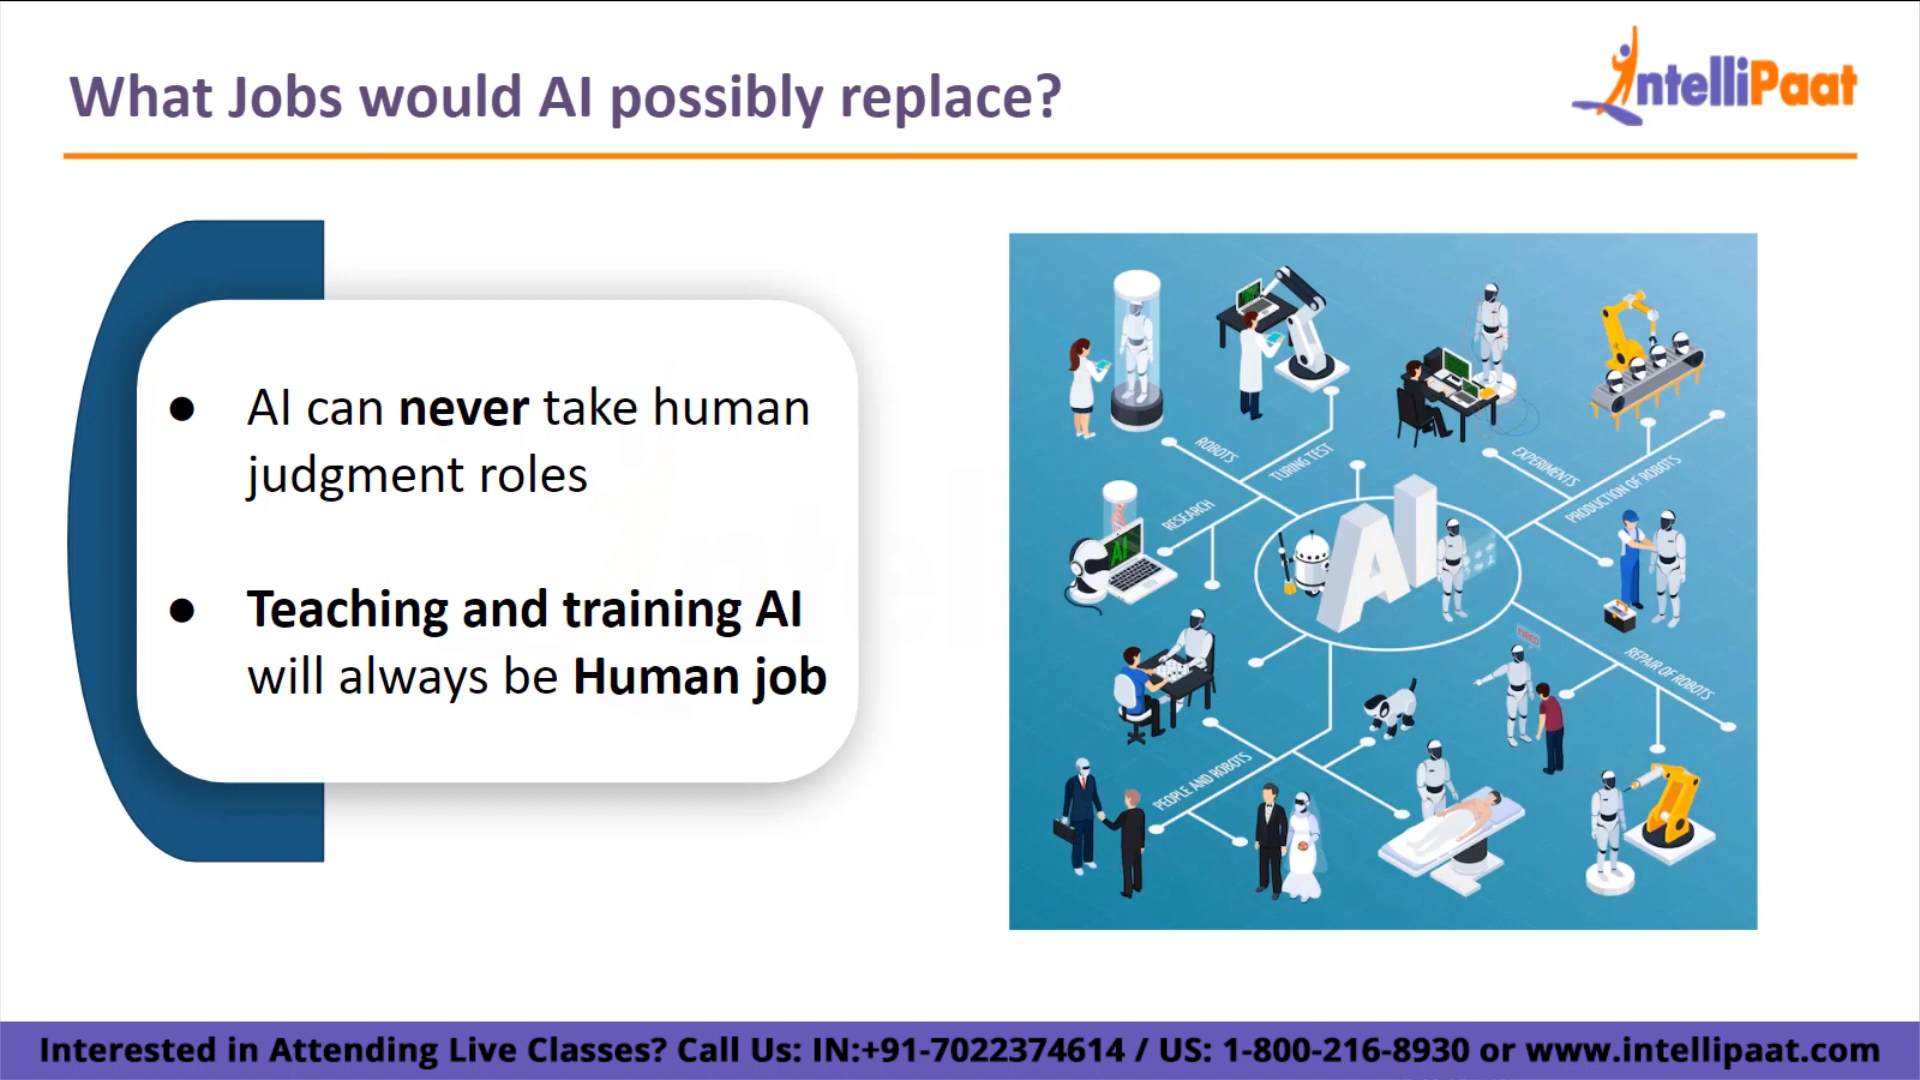 What Jobs would AI possibly replace?
IntelliPaat
● AI can never take human
judgment roles
● Teaching and training AI
will always be Human job
ROBOTS
TURING TEST
EXPERIMENTS
PRODUCTION OF ROBOTS
RESEARCH
AI
AI
FIRED
REPAIR OF ROBOTS
PEOPLE AND ROBOTS
Interested in Attending Live Classes? Call Us: IN:+91-7022374614 / US: 1-800-216-8930 or www.intellipaat.com